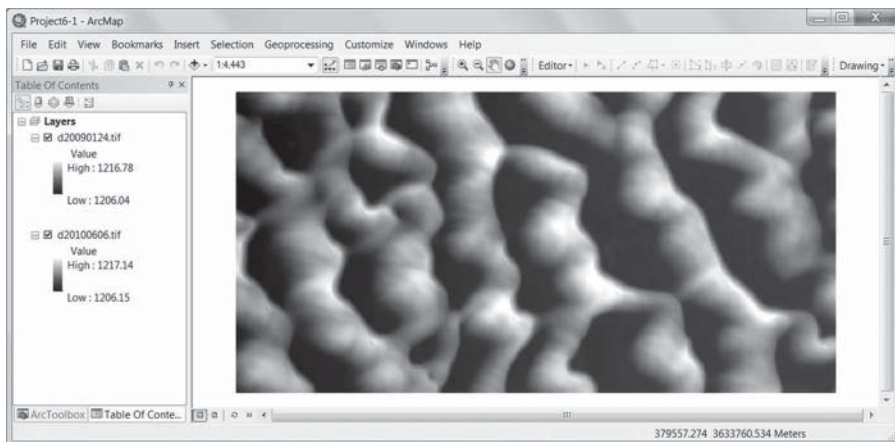 Project6-1 - ArcMap
File Edit View Bookmarks Insert Selection Geoprocessing Customize Windows Help
1:4,443
Editor
Drawing
Table Of Contents
Layers
d20090124.tif
Value
High : 1216.78
Low : 1206.04
d20100606.tif
Value
High : 1217.14
Low : 1206.15
ArcToolbox Table Of Conte...
379557.274 3633760.534 Meters